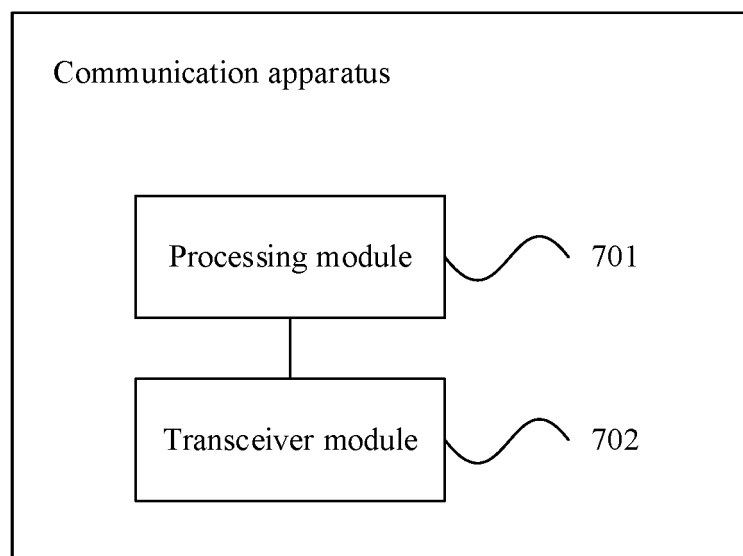 Communication apparatus
Processing module
701
Transceiver module
702